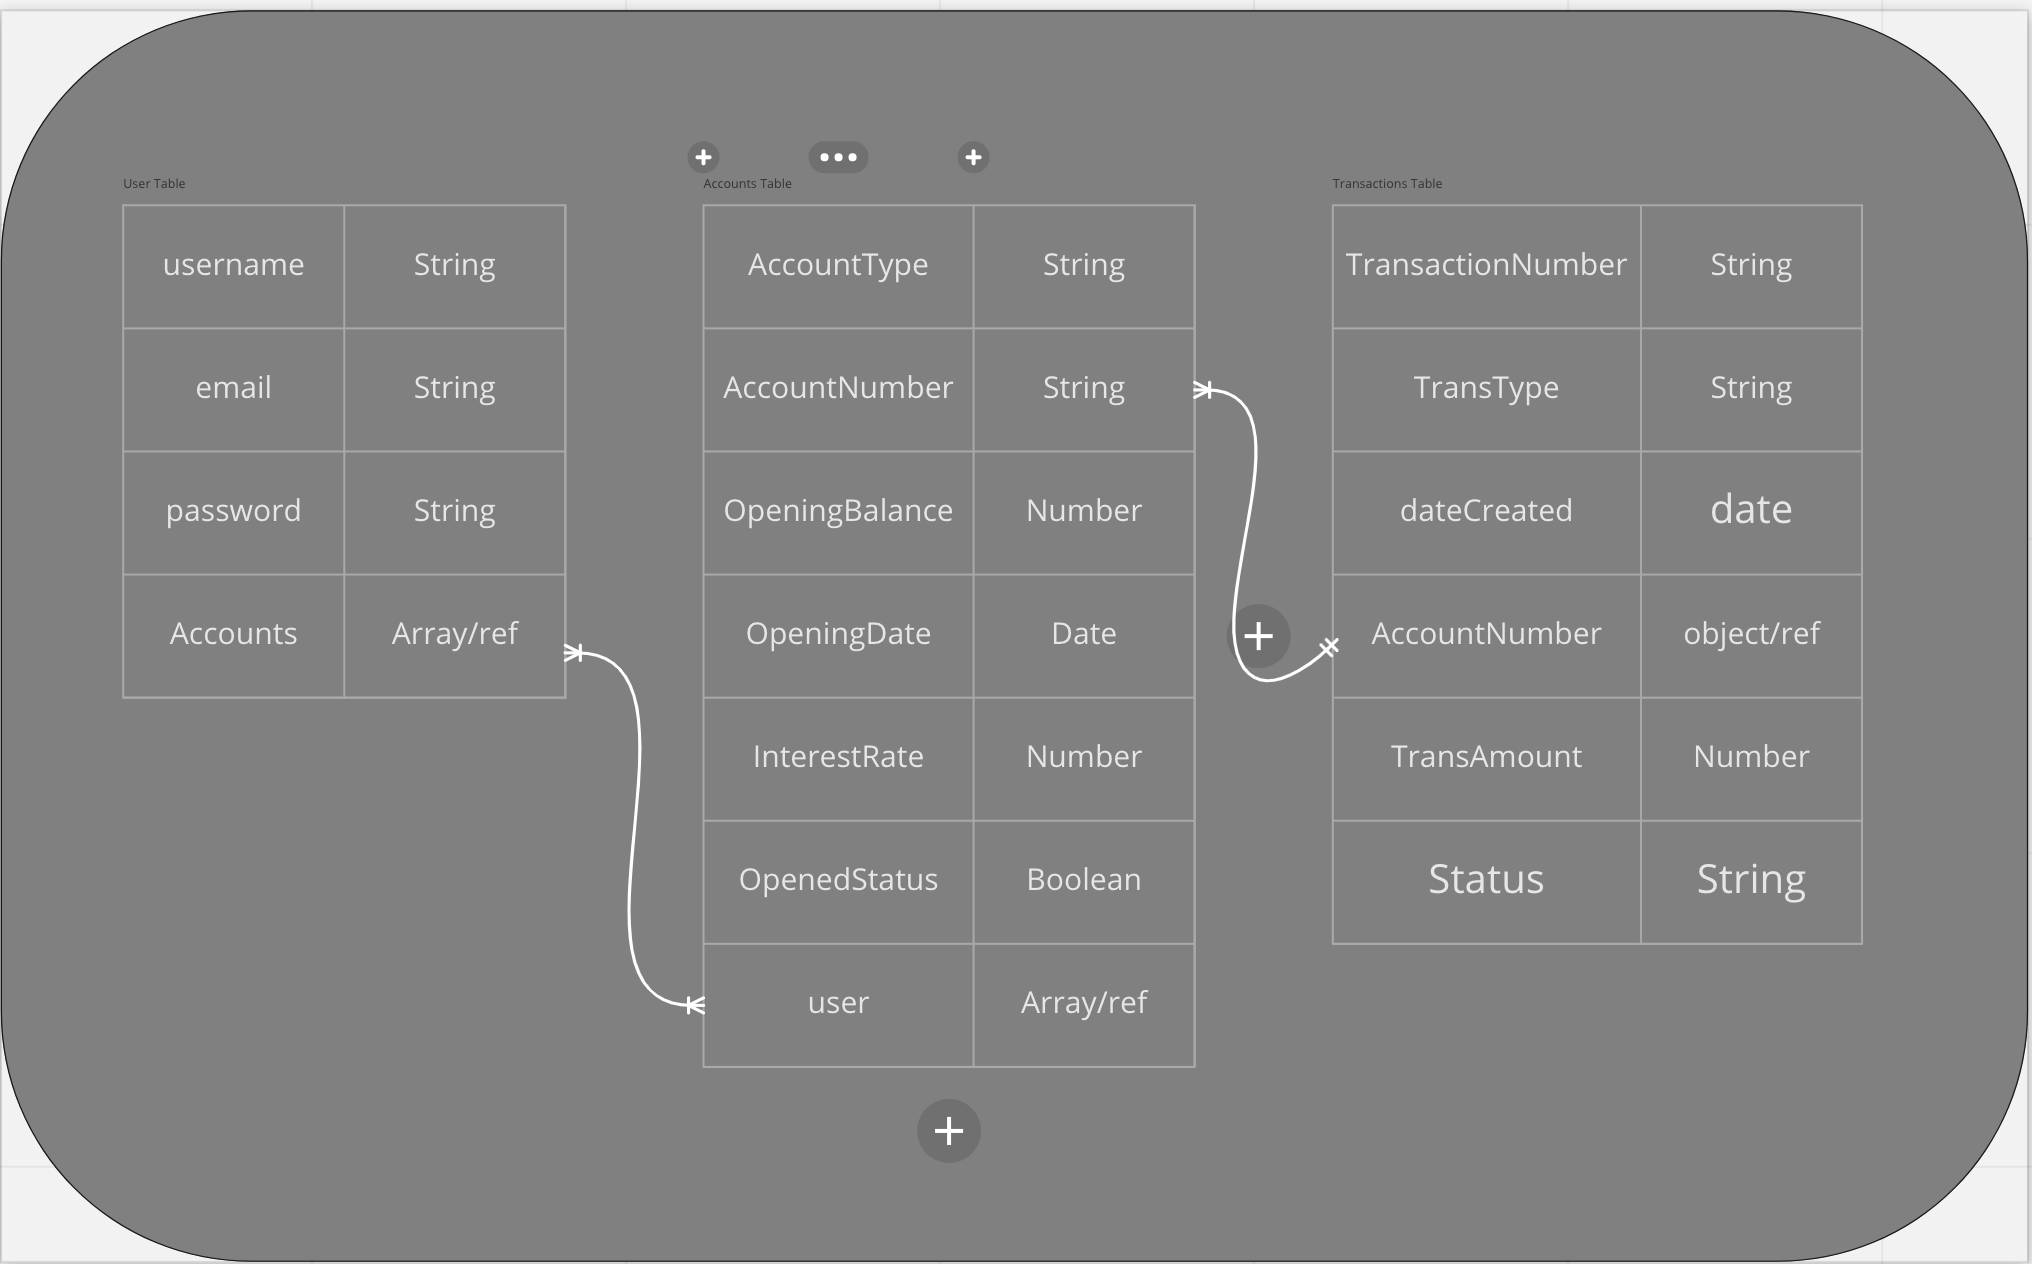 User Table
username String
email String
password String
Accounts Array/ref
Accounts Table
AccountType String
AccountNumber String
OpeningBalance Number
OpeningDate Date
InterestRate Number
OpenedStatus Boolean
user Array/ref
Transactions Table
TransactionNumber String
TransType String
dateCreated date
AccountNumber object/ref
TransAmount Number
Status String